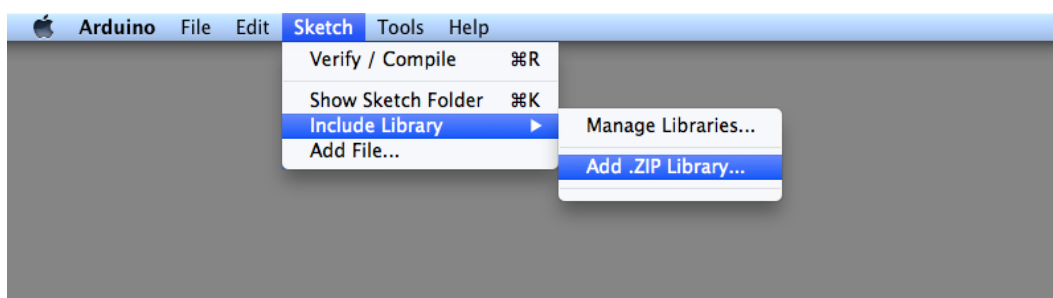 Arduino File Edit Sketch Tools Help
Verify / Compile ⌘R
Show Sketch Folder ⌘K
Include Library ▶
Add File...
Manage Libraries...
Add .ZIP Library...